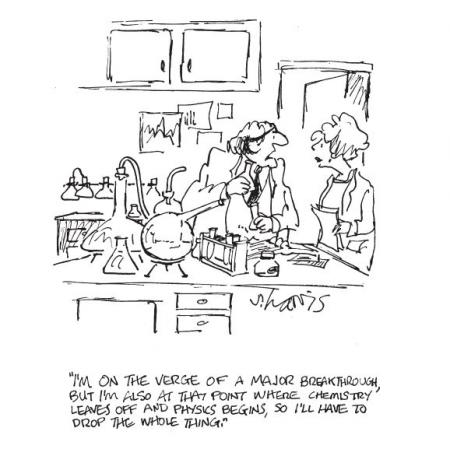 S. Harris
"I'M ON THE VERGE OF A MAJOR BREAKTHROUGH,
BUT I'M ALSO AT THAT POINT WHERE CHEMISTRY
LEAVES OFF AND PHYSICS BEGINS, SO I'LL HAVE TO
DROP THE WHOLE THING."